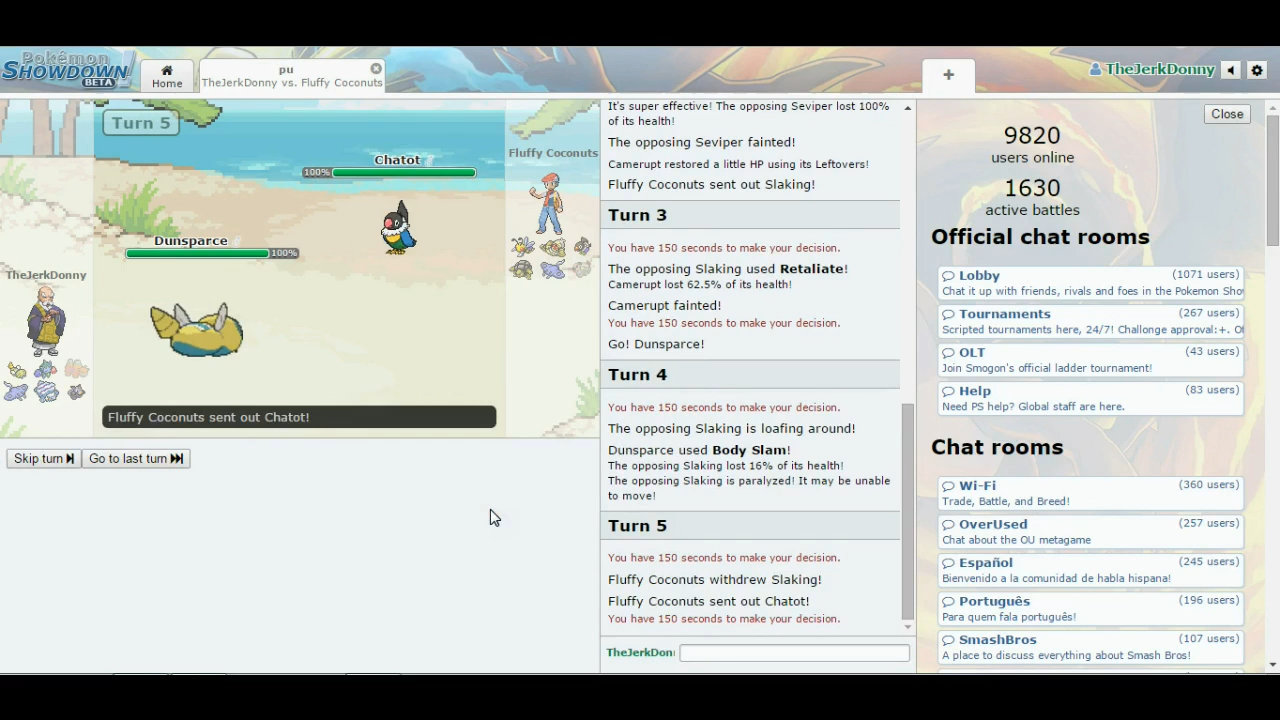 Pokémon
SHOWDOWN!
BETA
Home
pu
TheJerkDonny vs. Fluffy Coconuts
+
TheJerkDonny
Turn 5
Chatot
100%
Dunsparce
100%
TheJerkDonny
Fluffy Coconuts
Fluffy Coconuts sent out Chatot!
Skip turn
Go to last turn
It's super effective! The opposing Seviper lost 100%
of its health!
The opposing Seviper fainted!
Camerupt restored a little HP using its Leftovers!
Fluffy Coconuts sent out Slaking!
Turn 3
You have 150 seconds to make your decision.
The opposing Slaking used Retaliate!
Camerupt lost 62.5% of its health!
Camerupt fainted!
You have 150 seconds to make your decision.
Go! Dunsparce!
Turn 4
You have 150 seconds to make your decision.
The opposing Slaking is loafing around!
Dunsparce used Body Slam!
The opposing Slaking lost 16% of its health!
The opposing Slaking is paralyzed! It may be unable
to move!
Turn 5
You have 150 seconds to make your decision.
Fluffy Coconuts withdrew Slaking!
Fluffy Coconuts sent out Chatot!
You have 150 seconds to make your decision.
TheJerkDon
Close
9820
users online
1630
active battles
Official chat rooms
Lobby (1071 users)
Chat it up with friends, rivals and foes in the Pokemon Sho
Tournaments (267 users)
Scripted tournaments here, 24/7! Challonge approval:+. O
OLT (43 users)
Join Smogon's official ladder tournament!
Help (83 users)
Need PS help? Global staff are here.
Chat rooms
Wi-Fi (360 users)
Trade, Battle, and Breed!
OverUsed (257 users)
Chat about the OU metagame
Español (245 users)
Bienvenido a la comunidad de habla hispana!
Português (196 users)
Para quem fala português!
SmashBros (107 users)
A place to discuss everything about Smash Bros!